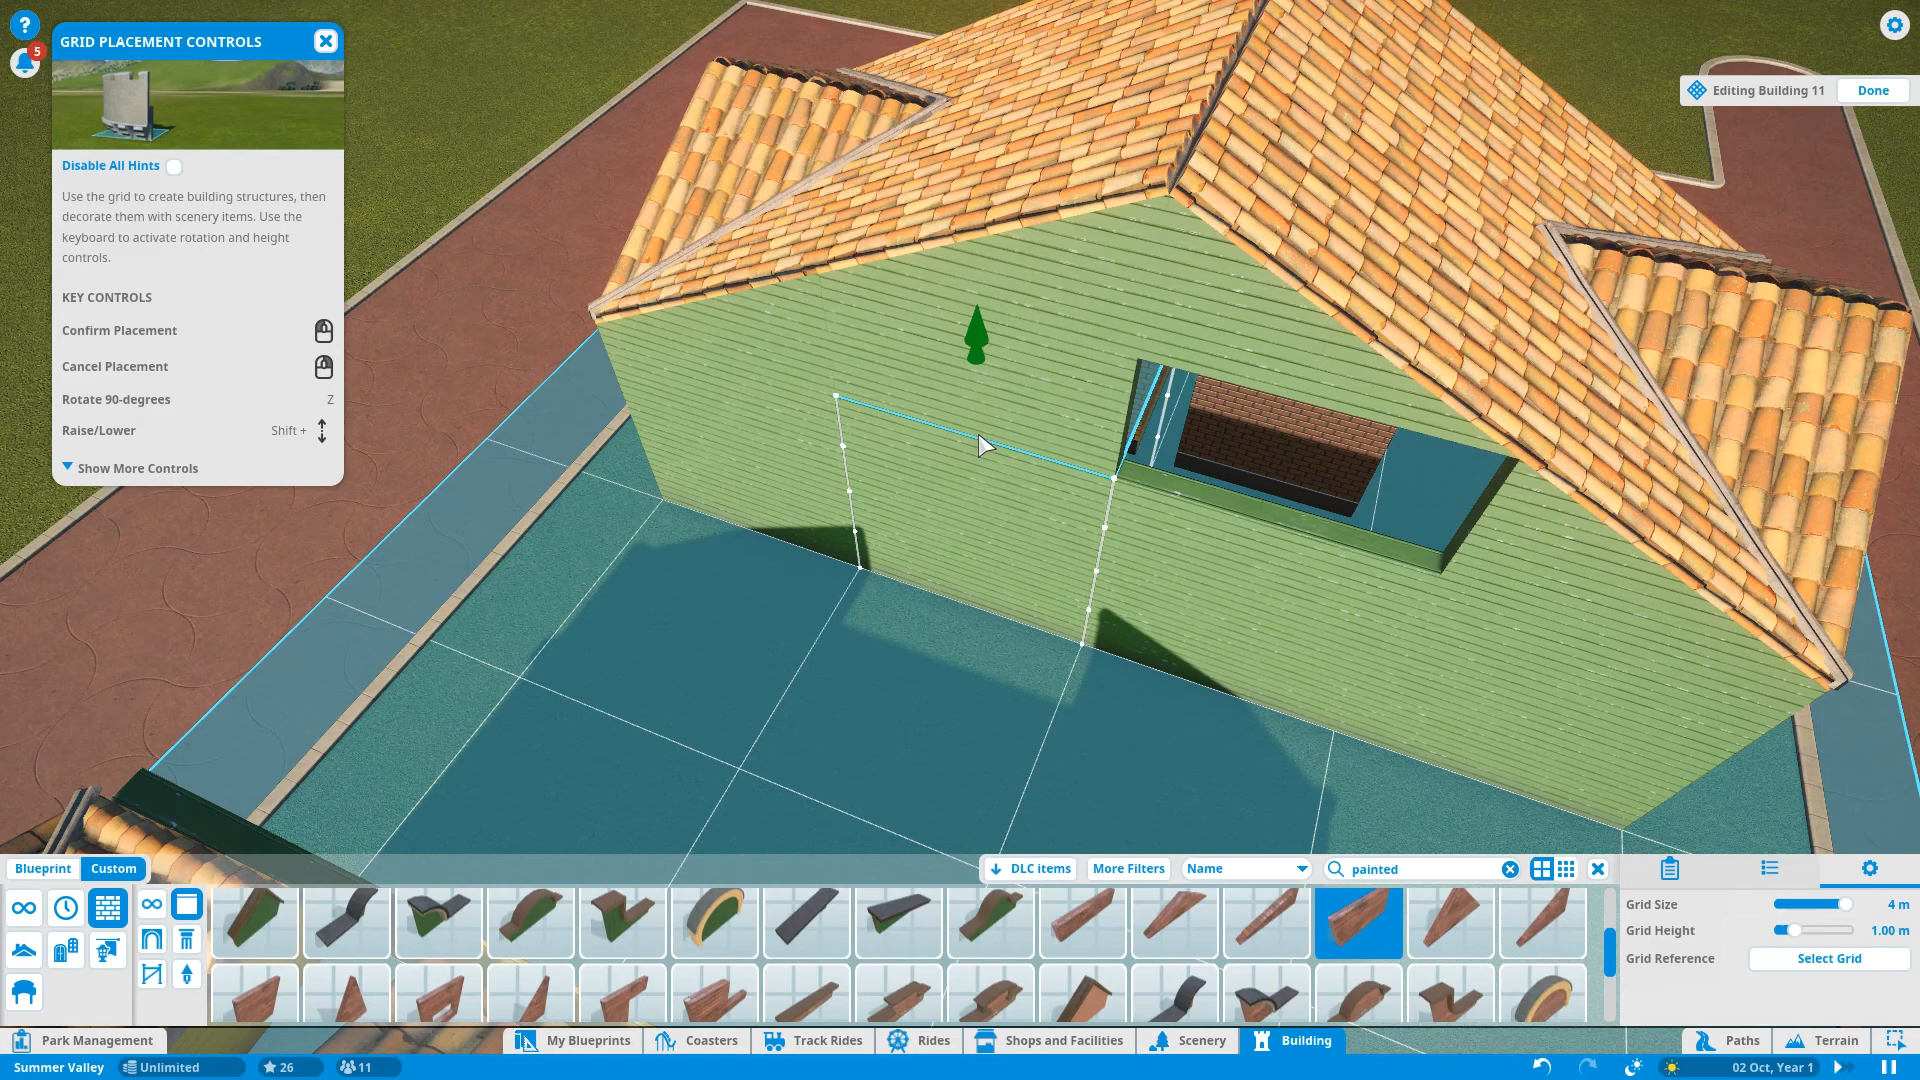 ?
5
GRID PLACEMENT CONTROLS
Disable All Hints
Use the grid to create building structures, then
decorate them with scenery items. Use the
keyboard to activate rotation and height
controls.
KEY CONTROLS
Confirm Placement
Cancel Placement
Rotate 90-degrees Z
Raise/Lower Shift +
Show More Controls
Editing Building 11 Done
Blueprint Custom
DLC items More Filters Name painted
Grid Size 4 m
Grid Height 1.00 m
Grid Reference Select Grid
Park Management My Blueprints Coasters Track Rides Rides Shops and Facilities Scenery Building Paths Terrain
Summer Valley Unlimited 26 11 02 Oct, Year 1